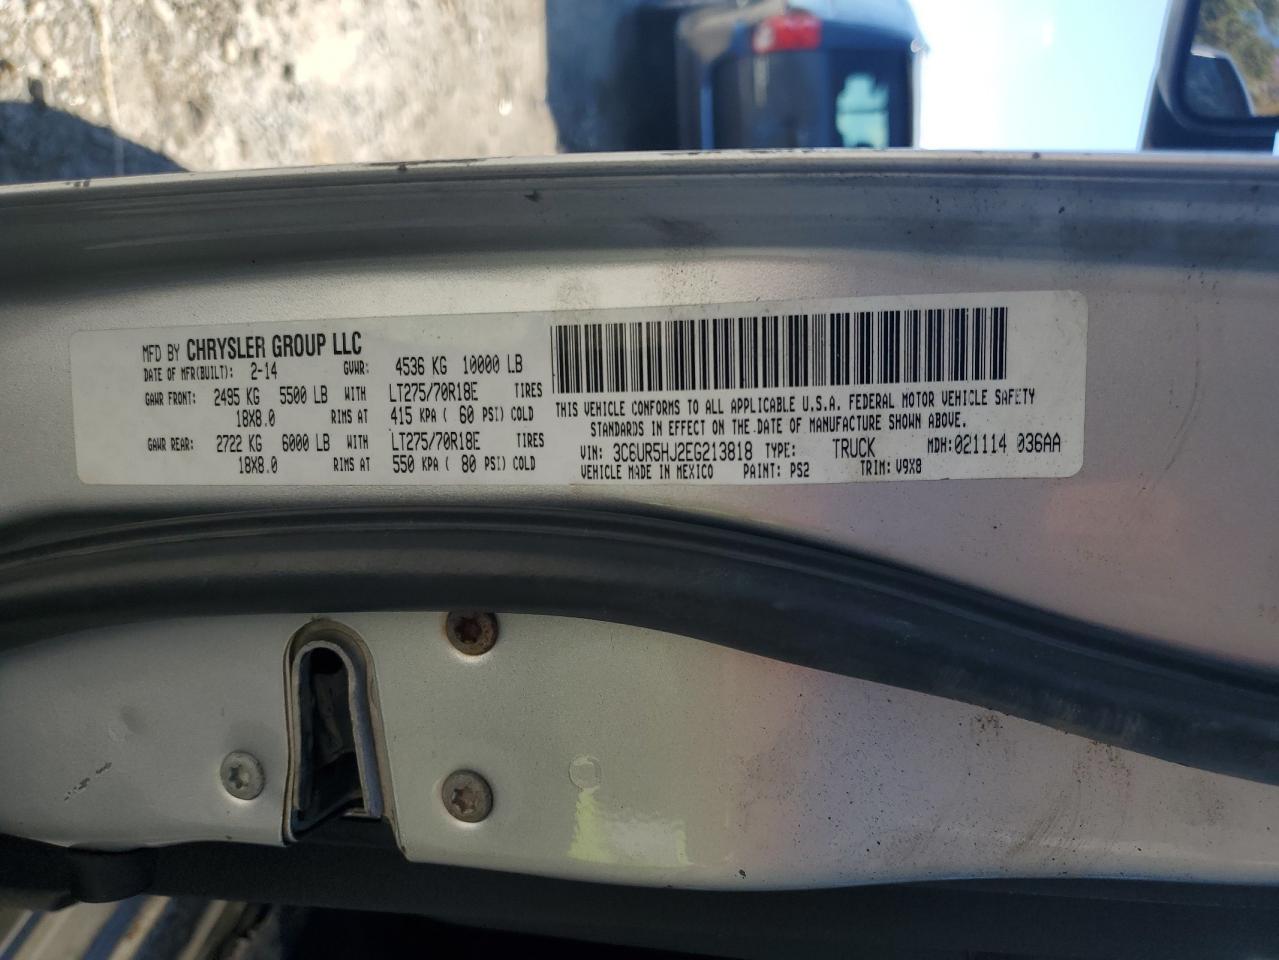 MFD BY CHRYSLER GROUP LLC
DATE OF MFR(BUILT): 2-14 GVWR: 4536 KG 10000 LB
GAWR FRONT: 2495 KG 5500 LB WITH LT275/70R18E TIRES
18X8.0 RIMS AT 415 KPA ( 60 PSI) COLD
GAWR REAR: 2722 KG 6000 LB WITH LT275/70R18E TIRES
18X8.0 RIMS AT 550 KPA ( 80 PSI) COLD
THIS VEHICLE CONFORMS TO ALL APPLICABLE U.S.A. FEDERAL MOTOR VEHICLE SAFETY
STANDARDS IN EFFECT ON THE DATE OF MANUFACTURE SHOWN ABOVE.
VIN: 3C6UR5HJ2EG213818 TYPE: TRUCK MDH:021114 036AA
VEHICLE MADE IN MEXICO PAINT: PS2 TRIM: V9X8